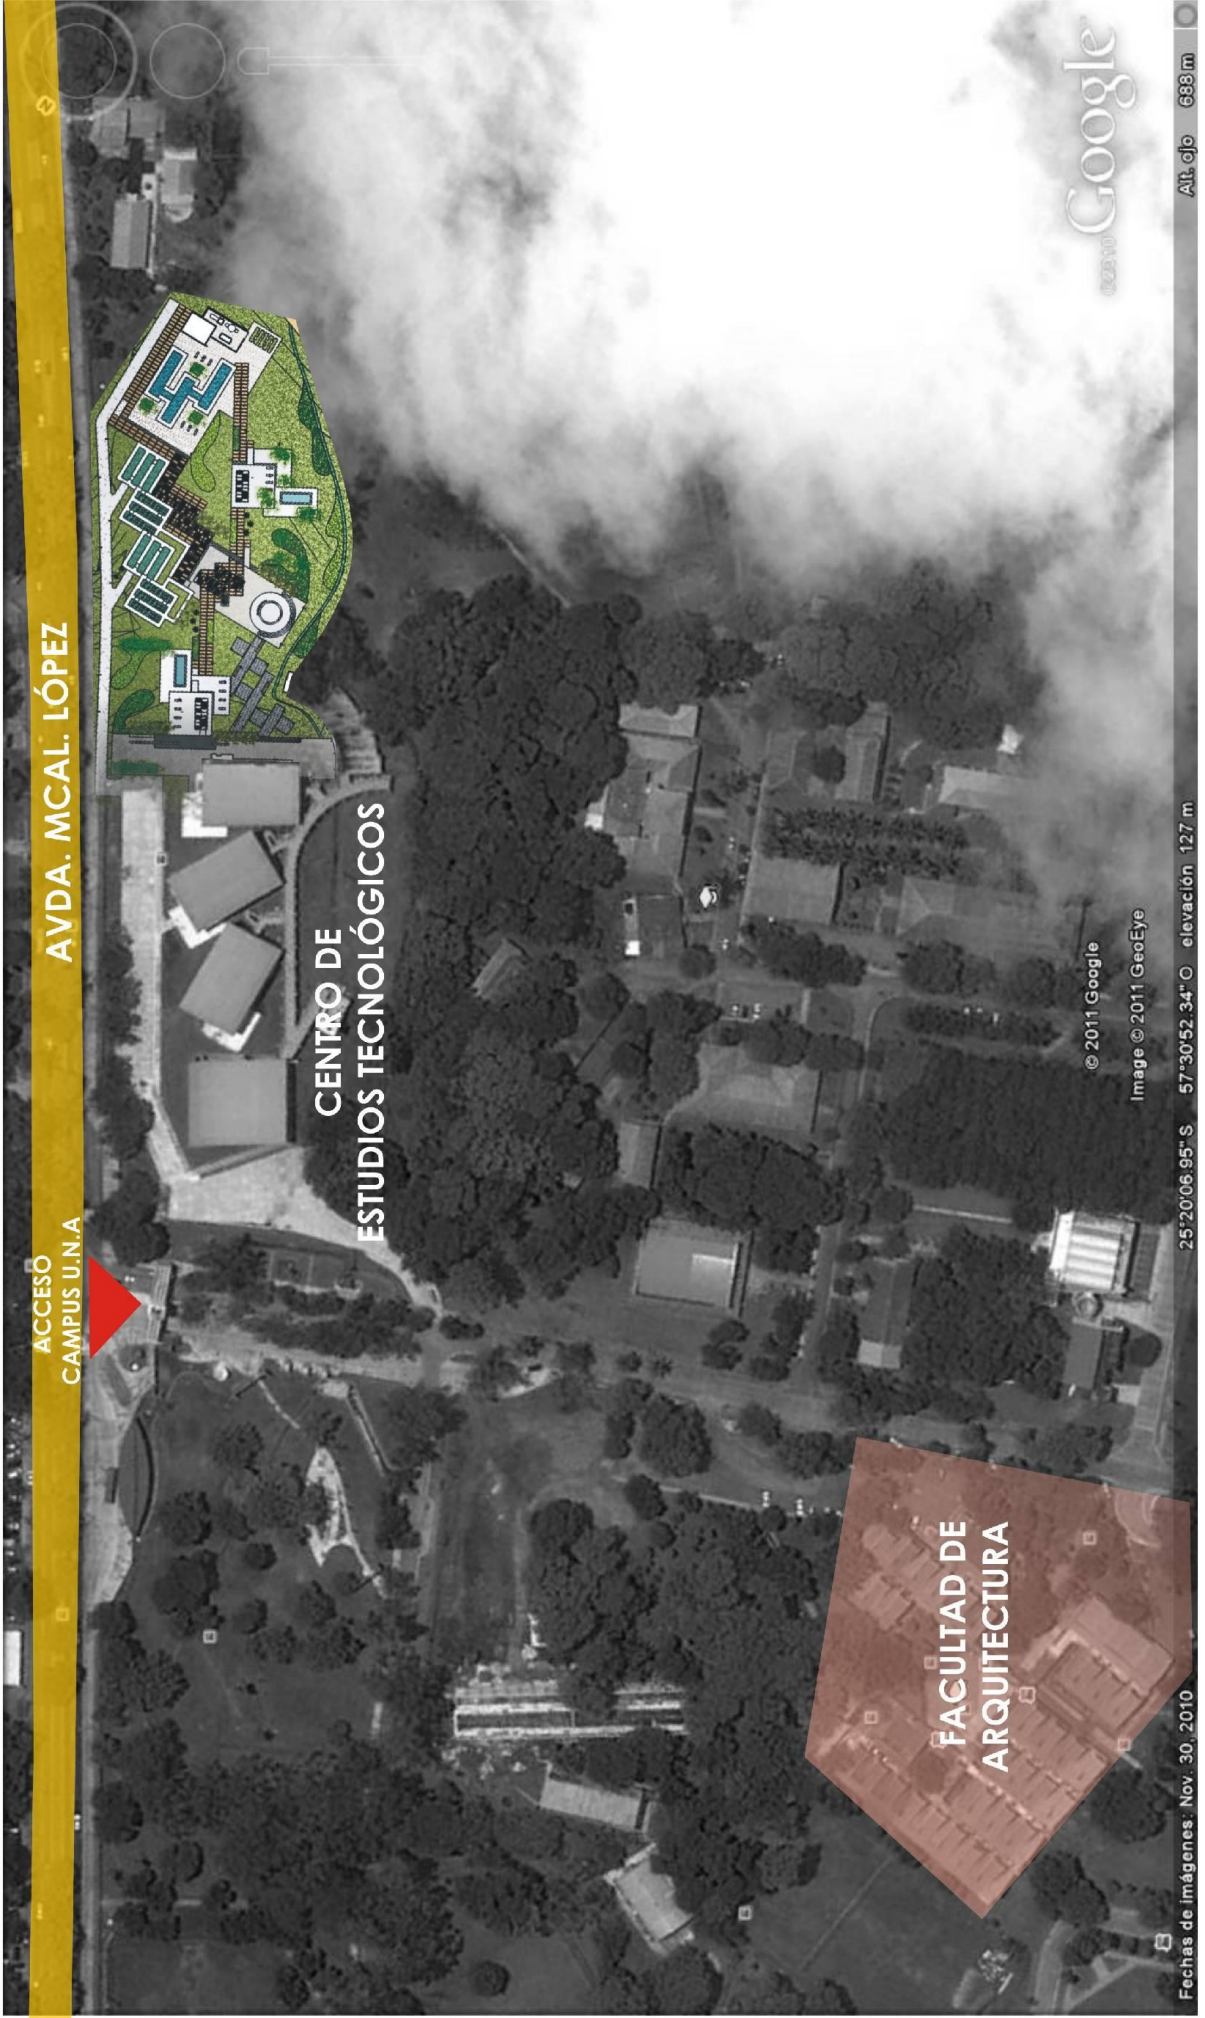 AVDA. MCAL. LÓPEZ
ACCESO
CAMPUS U.N.A
CENTRO DE
ESTUDIOS TECNOLÓGICOS
FACULTAD DE
ARQUITECTURA
© 2011 Google
Image © 2011 GeoEye
©2010 Google
Fechas de imágenes: Nov. 30, 2010
25°20'06.95" S 57°30'52.34" O elevación 127 m
Alt. ojo 688 m